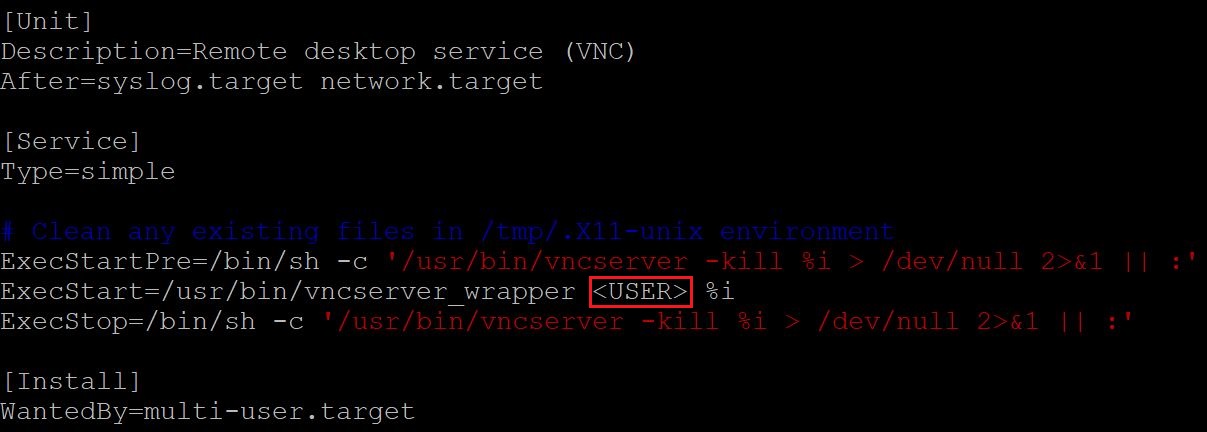 [Unit]
Description=Remote desktop service (VNC)
After=syslog.target network.target
[Service]
Type=simple
# Clean any existing files in /tmp/.X11-unix environment
ExecStartPre=/bin/sh -c '/usr/bin/vncserver -kill %i > /dev/null 2>&1 || :'
ExecStart=/usr/bin/vncserver_wrapper <USER> %i
ExecStop=/bin/sh -c '/usr/bin/vncserver -kill %i > /dev/null 2>&1 || :'
[Install]
WantedBy=multi-user.target